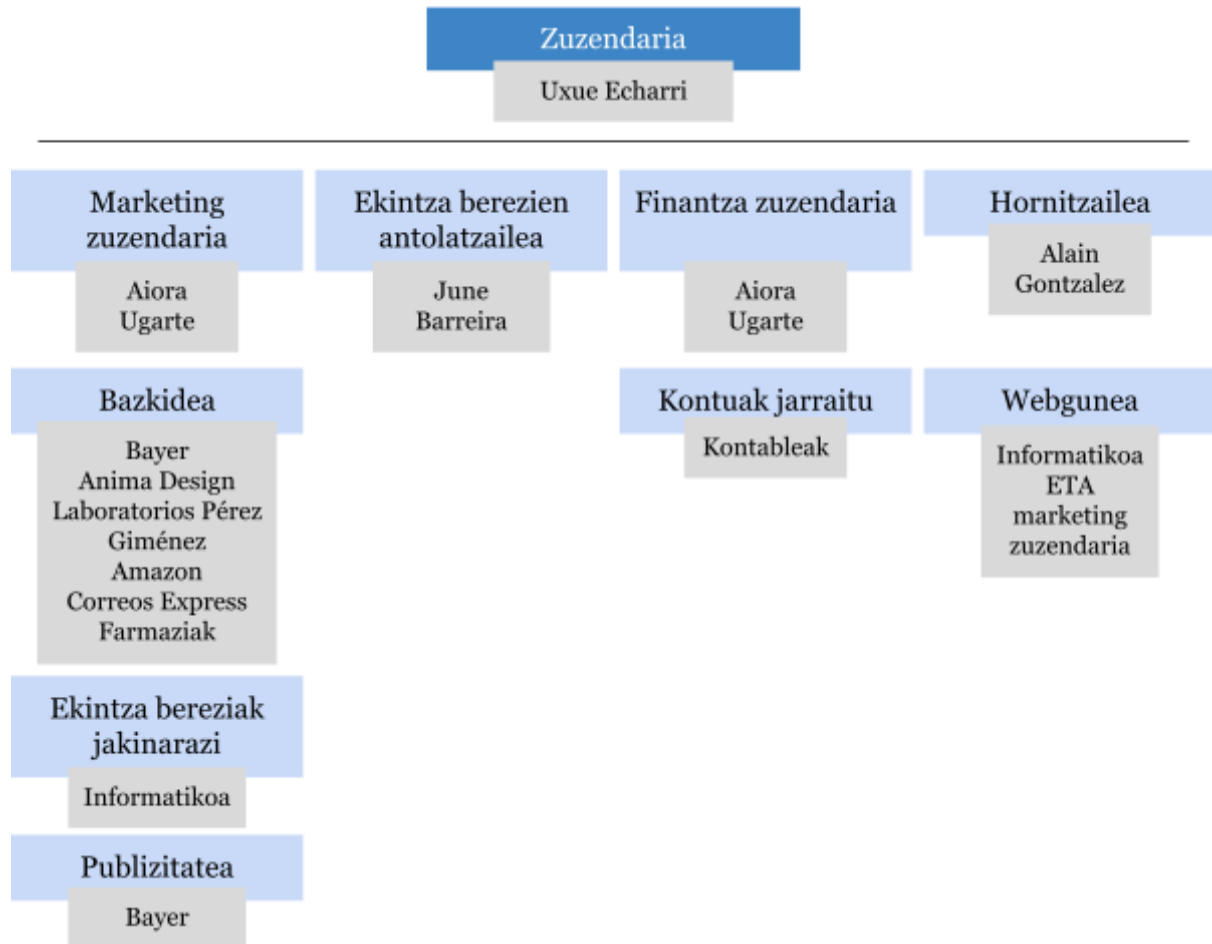 Zuzendaria
Uxue Echarri
Marketing
zuzendaria
Aiora
Ugarte
Ekintza berezien
antolatzailea
June
Barreira
Finantza zuzendaria
Aiora
Ugarte
Hornitzailea
Alain
Gontzalez
Bazkidea
Bayer
Anima Design
Laboratorios Pérez
Giménez
Amazon
Correos Express
Farmaziak
Kontuak jarraitu
Kontableak
Webgunea
Informatikoa
ETA
marketing
zuzendaria
Ekintza bereziak
jakinarazi
Informatikoa
Publizitatea
Bayer